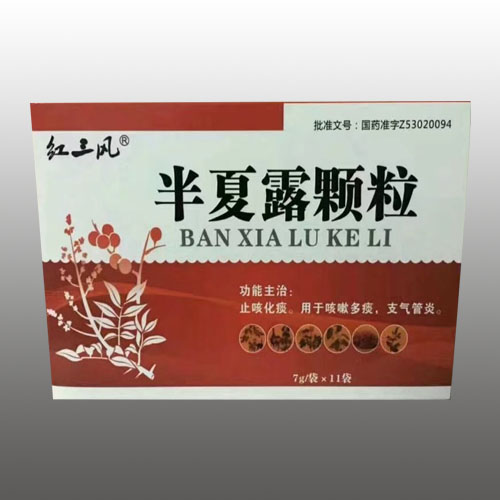 批准文号：国药准字Z53020094
红三风®
半夏露颗粒
BAN XIA LU KE LI
功能主治：
止咳化痰。用于咳嗽多痰，支气管炎。
7g/袋×11袋